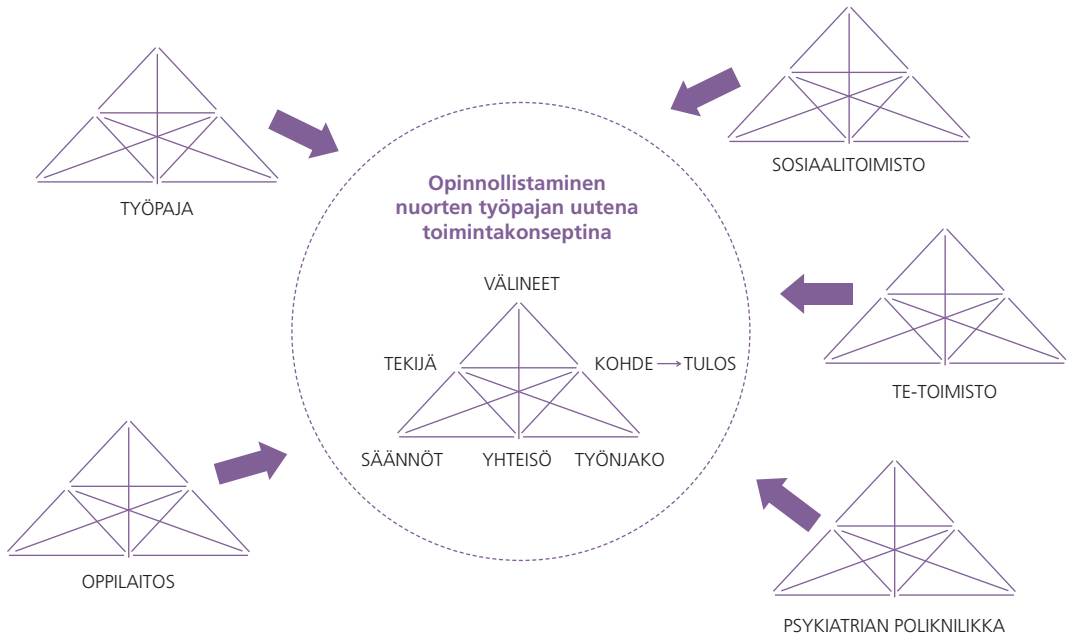 TYÖPAJA
SOSIAALITOIMISTO
Opinnollistaminen
nuorten työpajan uutena
toimintakonseptina
VÄLINEET
TEKIJÄ
KOHDE → TULOS
SÄÄNNÖT
YHTEISÖ
TYÖNJAKO
TE-TOIMISTO
OPPILAITOS
PSYKIATRIAN POLIKNILIKKA